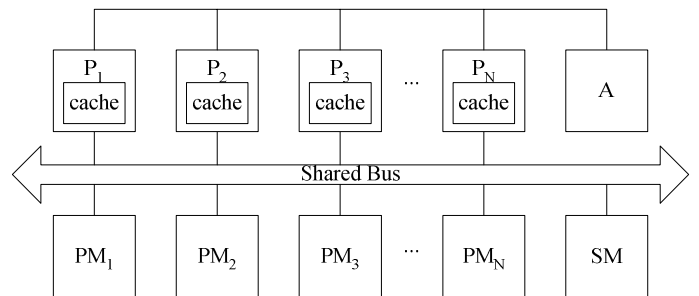 P1 P2 P3 ... PN A
cache cache cache cache
Shared Bus
PM1 PM2 PM3 ... PMN SM